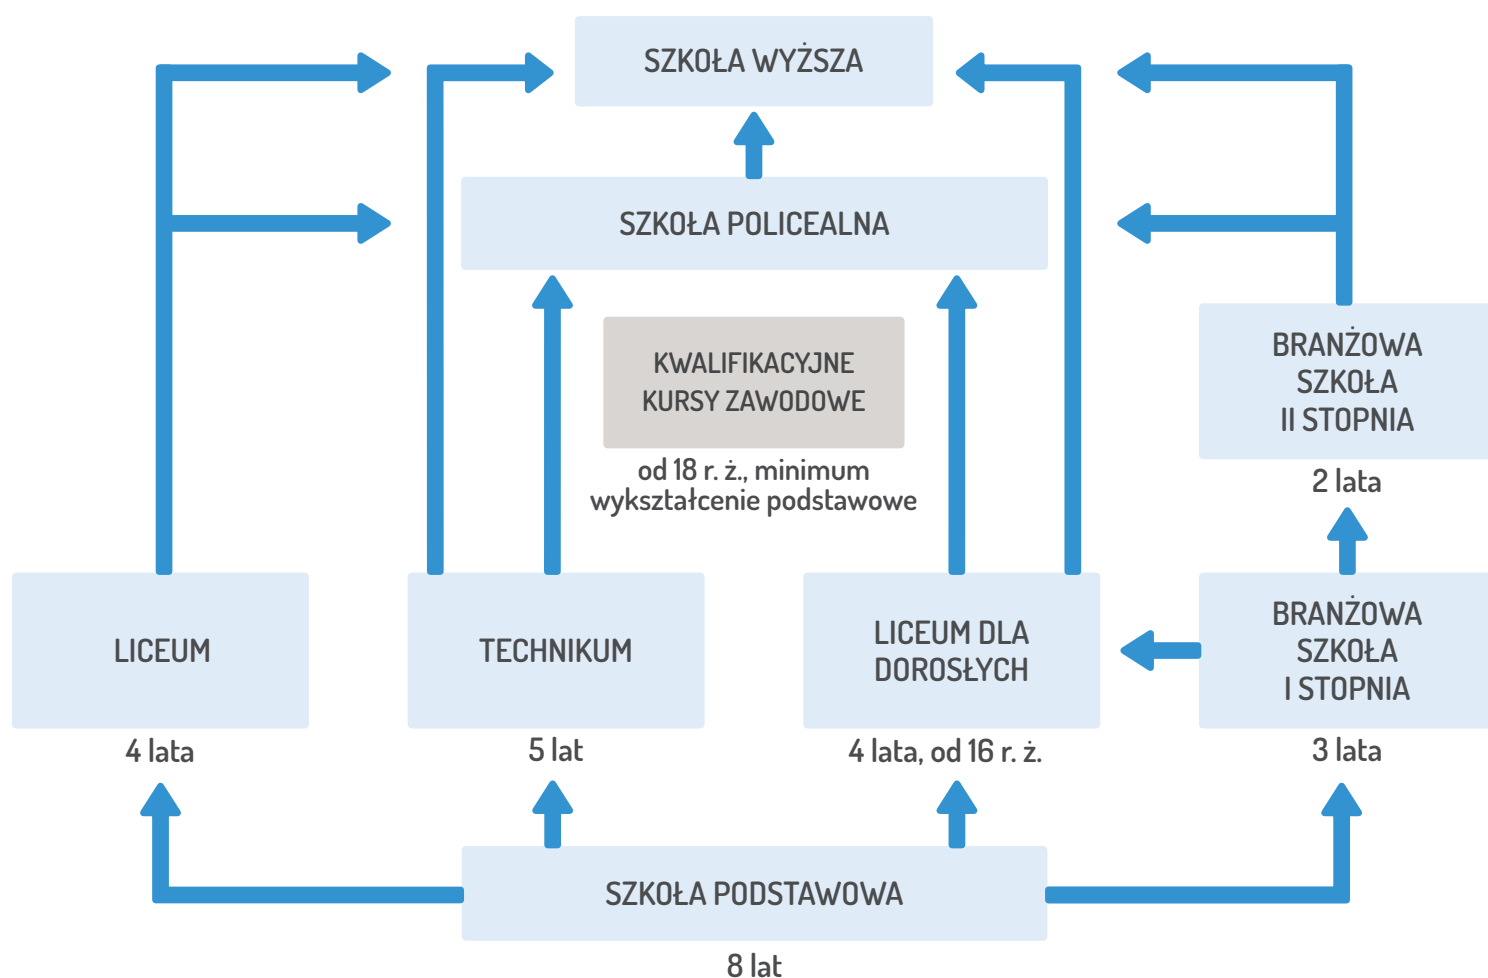 SZKOŁA WYŻSZA
SZKOŁA POLICEALNA
KWALIFIKACYJNE
KURSY ZAWODOWE
od 18 r. ż., minimum
wykształcenie podstawowe
BRANŻOWA
SZKOŁA
II STOPNIA
2 lata
LICEUM
4 lata
TECHNIKUM
5 lat
LICEUM DLA
DOROSŁYCH
4 lata, od 16 r. ż.
BRANŻOWA
SZKOŁA
I STOPNIA
3 lata
SZKOŁA PODSTAWOWA
8 lat